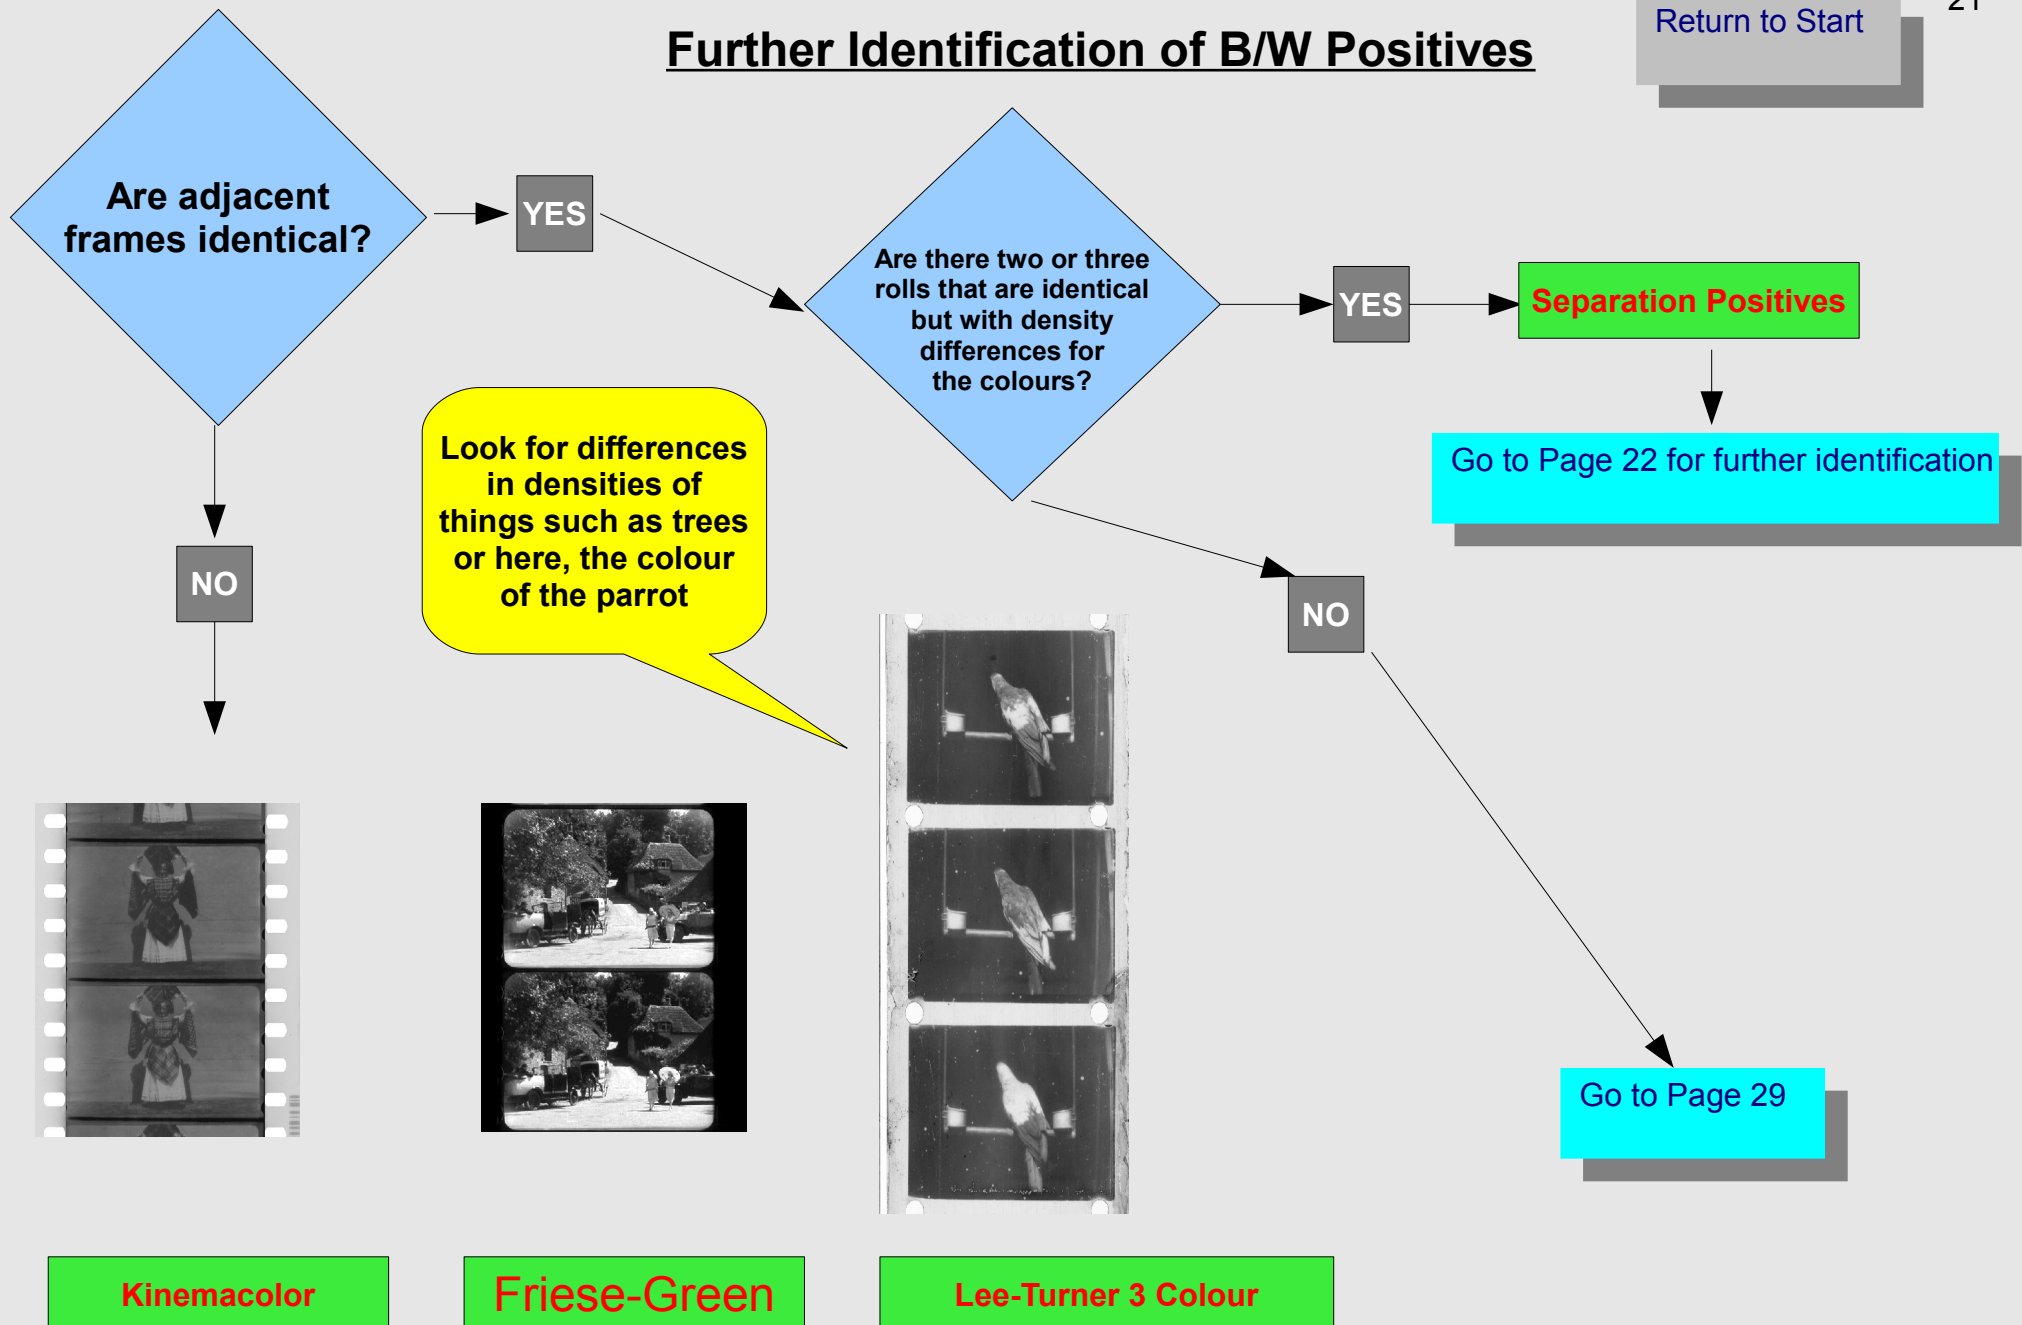 21
Return to Start
Further Identification of B/W Positives
Are adjacent
frames identical?
YES
Are there two or three
rolls that are identical
but with density
differences for
the colours?
YES
Separation Positives
Go to Page 22 for further identification
Look for differences
in densities of
things such as trees
or here, the colour
of the parrot
NO
NO
Go to Page 29
Kinemacolor
Friese-Green
Lee-Turner 3 Colour